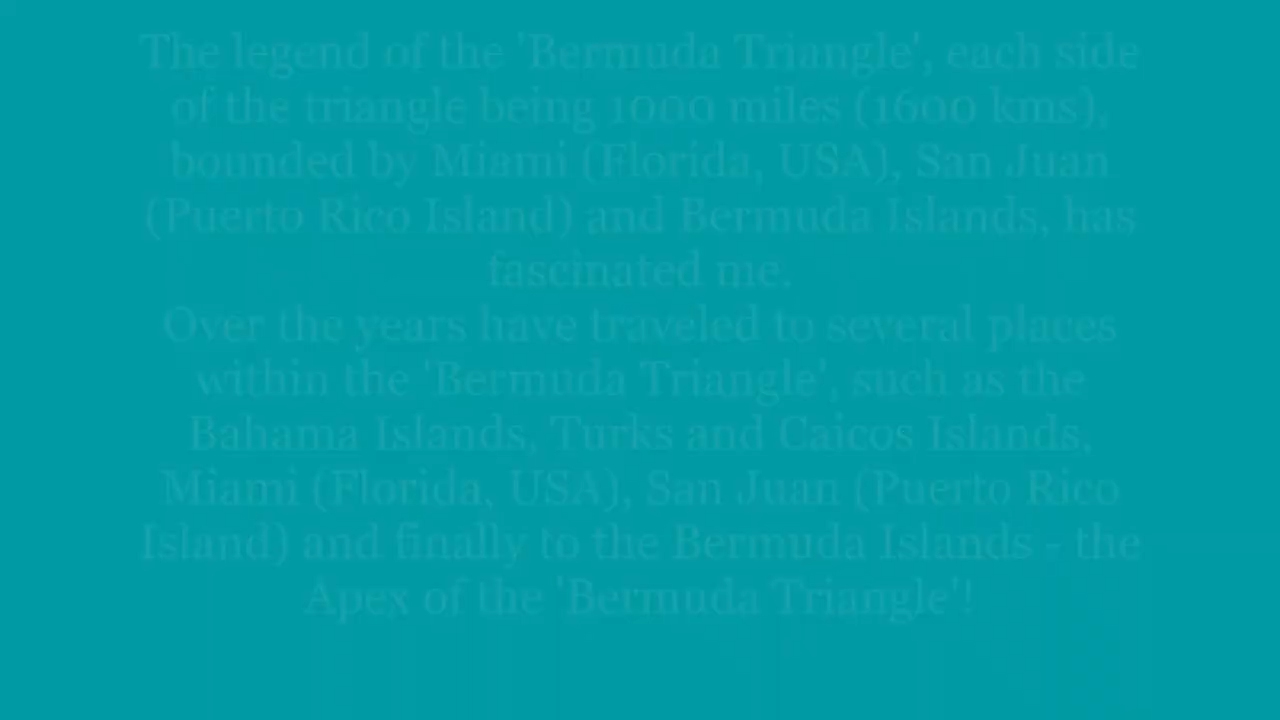 The legend of the 'Bermuda Triangle', each side
of the triangle being 1000 miles (1600 kms),
bounded by Miami (Florida, USA), San Juan
(Puerto Rico Island) and Bermuda Islands, has
fascinated me.
Over the years have traveled to several places
within the 'Bermuda Triangle', such as the
Bahama Islands, Turks and Caicos Islands,
Miami (Florida, USA), San Juan (Puerto Rico
Island) and finally to the Bermuda Islands - the
Apex of the 'Bermuda Triangle'!